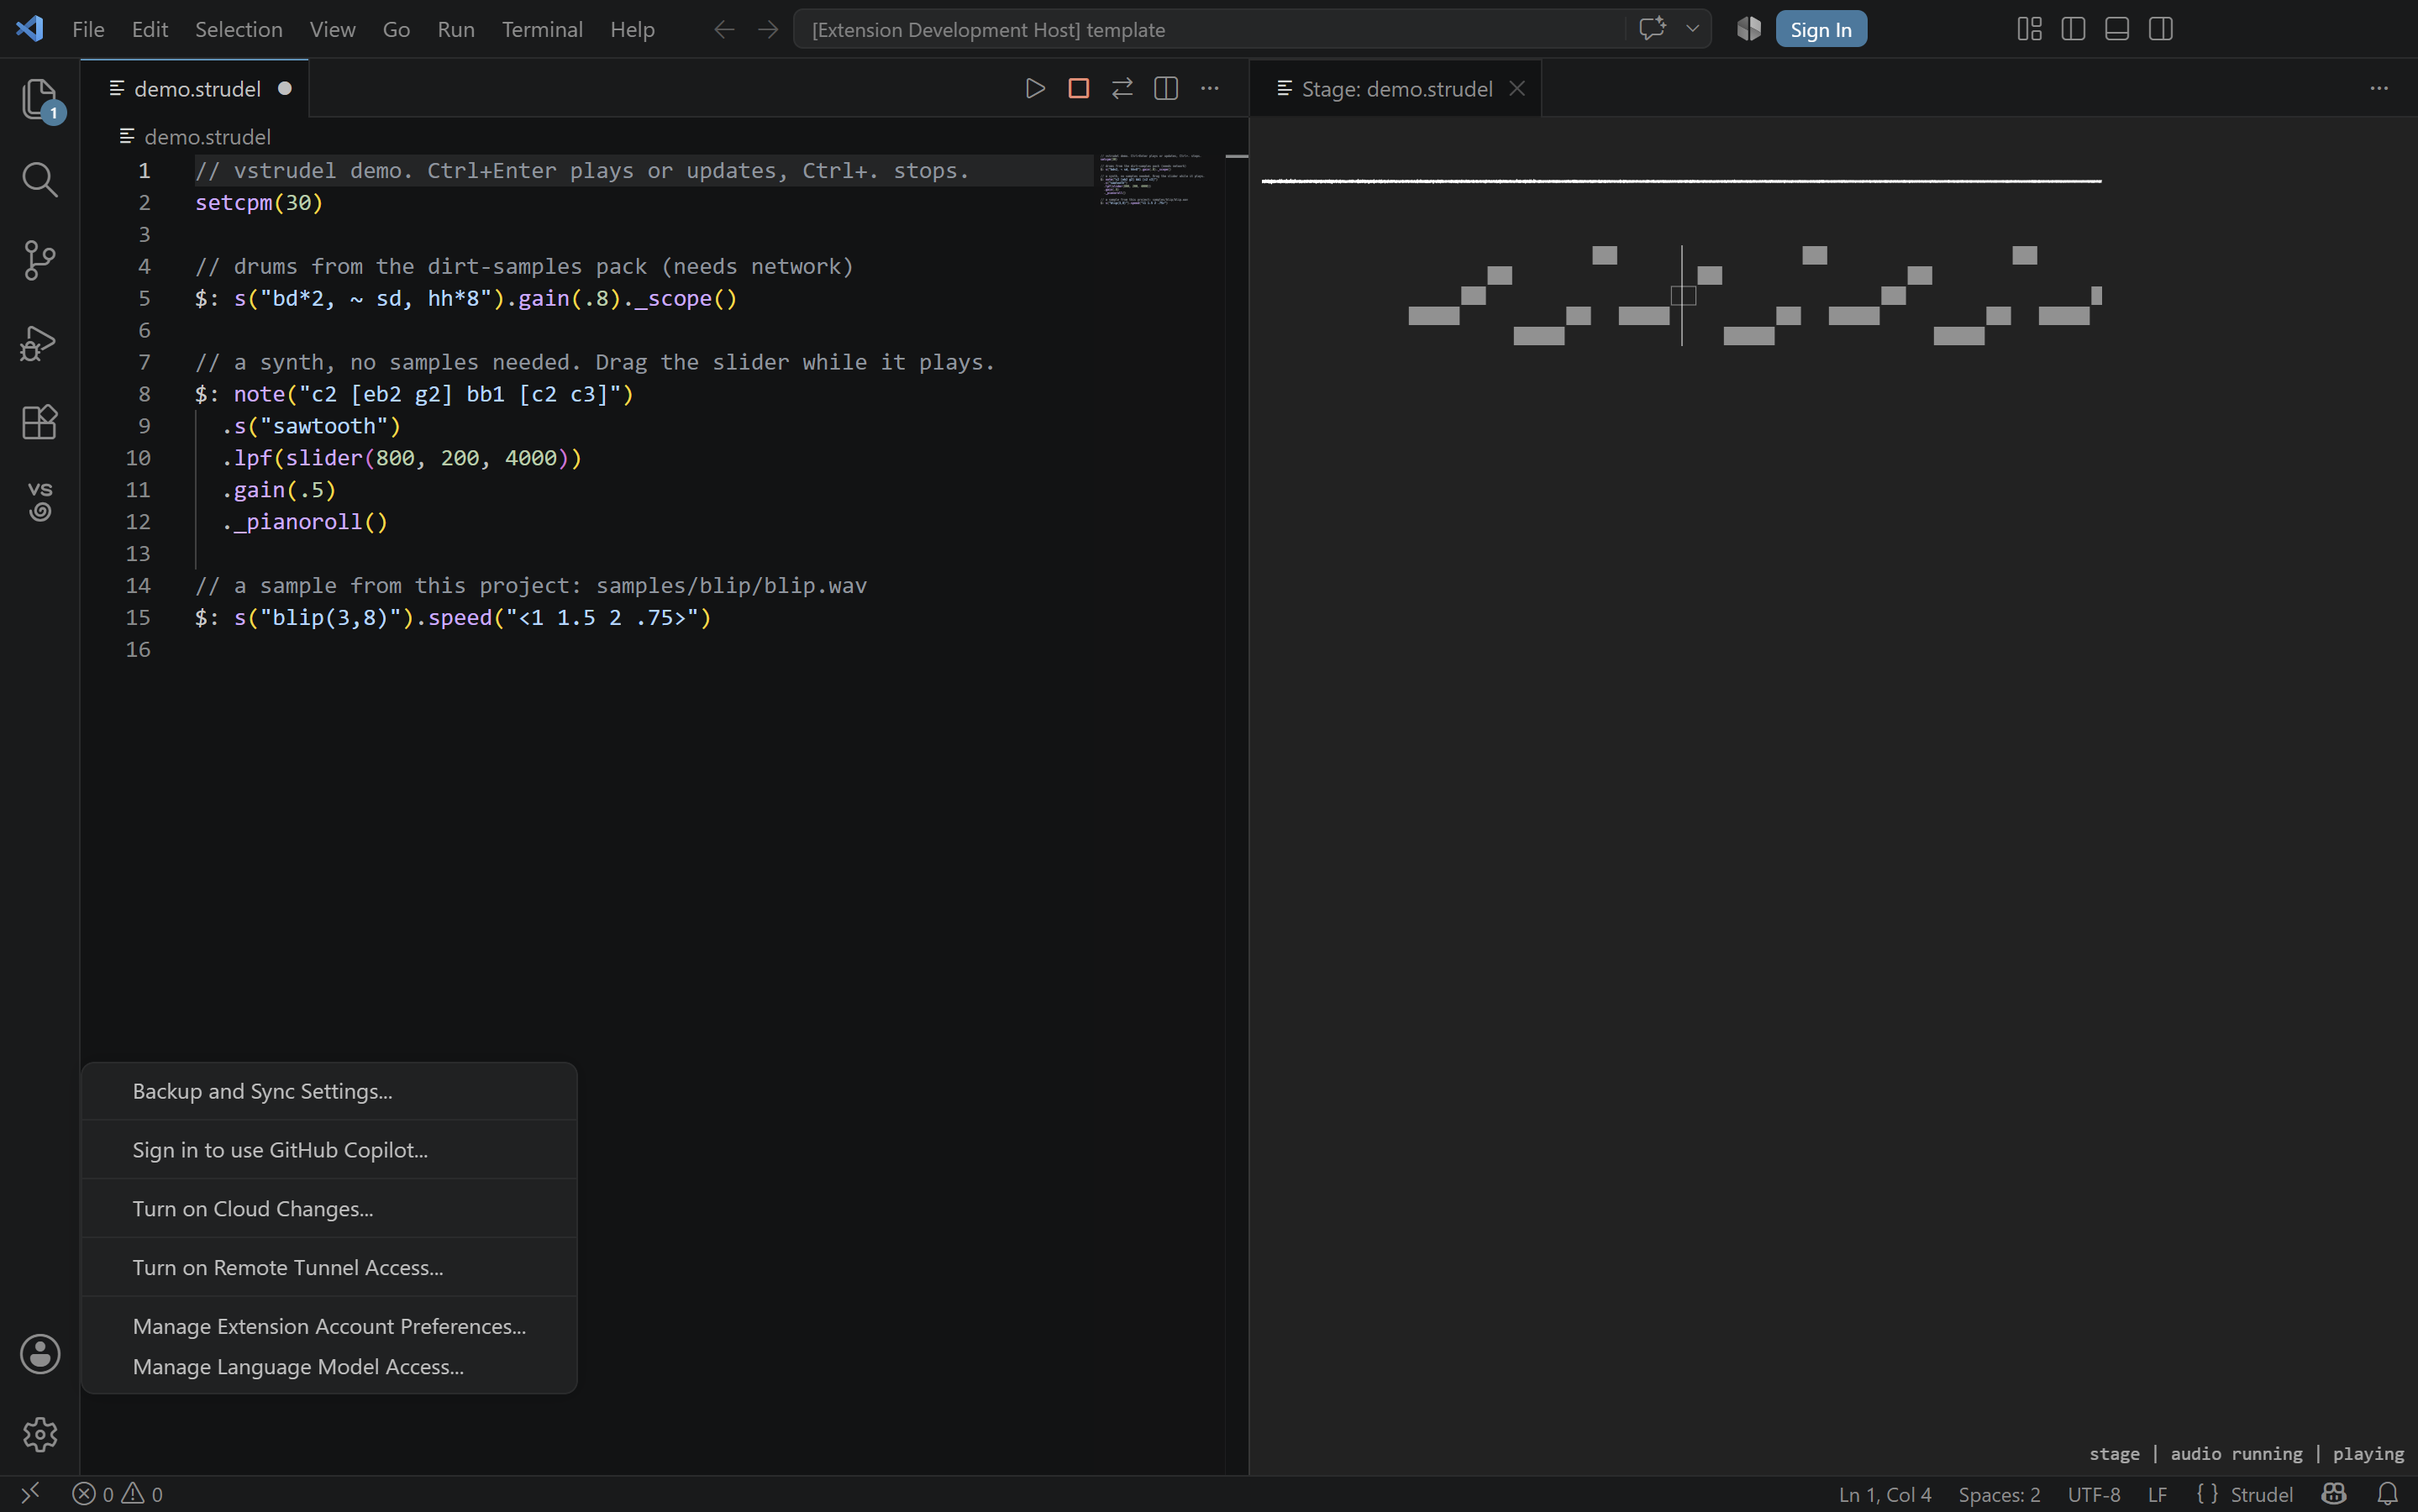 File Edit Selection View Go Run Terminal Help
[Extension Development Host] template
Sign In
demo.strudel
Stage: demo.strudel
1
demo.strudel
1 // vstrudel demo. Ctrl+Enter plays or updates, Ctrl+. stops.
2 setcpm(30)
3
4 // drums from the dirt-samples pack (needs network)
5 $: s("bd*2, ~ sd, hh*8").gain(.8)._scope()
6
7 // a synth, no samples needed. Drag the slider while it plays.
8 $: note("c2 [eb2 g2] bb1 [c2 c3]")
9 .s("sawtooth")
10 .lpf(slider(800, 200, 4000))
11 .gain(.5)
12 ._pianoroll()
13
14 // a sample from this project: samples/blip/blip.wav
15 $: s("blip(3,8)").speed("<1 1.5 2 .75>")
16
VS
Backup and Sync Settings...
Sign in to use GitHub Copilot...
Turn on Cloud Changes...
Turn on Remote Tunnel Access...
Manage Extension Account Preferences...
Manage Language Model Access...
stage | audio running | playing
0 0
Ln 1, Col 4 Spaces: 2 UTF-8 LF {} Strudel